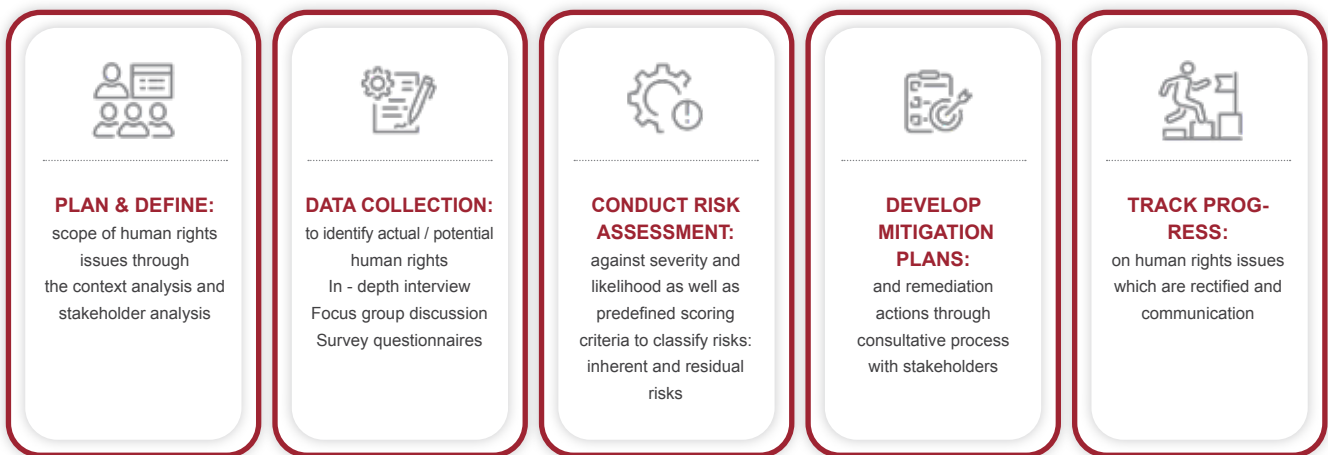 PLAN & DEFINE:
scope of human rights
issues through
the context analysis and
stakeholder analysis
DATA COLLECTION:
to identify actual / potential
human rights
In - depth interview
Focus group discussion
Survey questionnaires
CONDUCT RISK
ASSESSMENT:
against severity and
likelihood as well as
predefined scoring
criteria to classify risks:
inherent and residual
risks
DEVELOP
MITIGATION
PLANS:
and remediation
actions through
consultative process
with stakeholders
TRACK PROG-
RESS:
on human rights issues
which are rectified and
communication